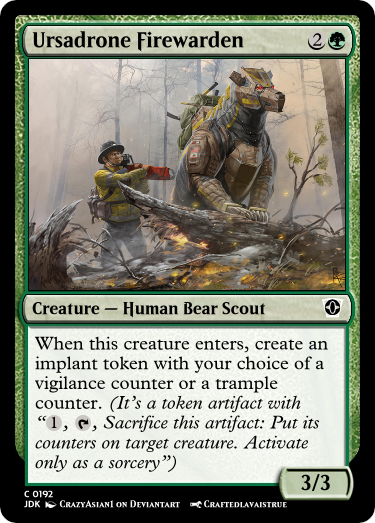 Ursadrone Firewarden 2
Creature — Human Bear Scout
When this creature enters, create an
implant token with your choice of a
vigilance counter or a trample
counter. (It's a token artifact with
“1, , Sacrifice this artifact: Put its
counters on target creature. Activate
only as a sorcery”)
3/3
C 0192
JDK CrazyAsian1 on Deviantart Craftedlavaistrue